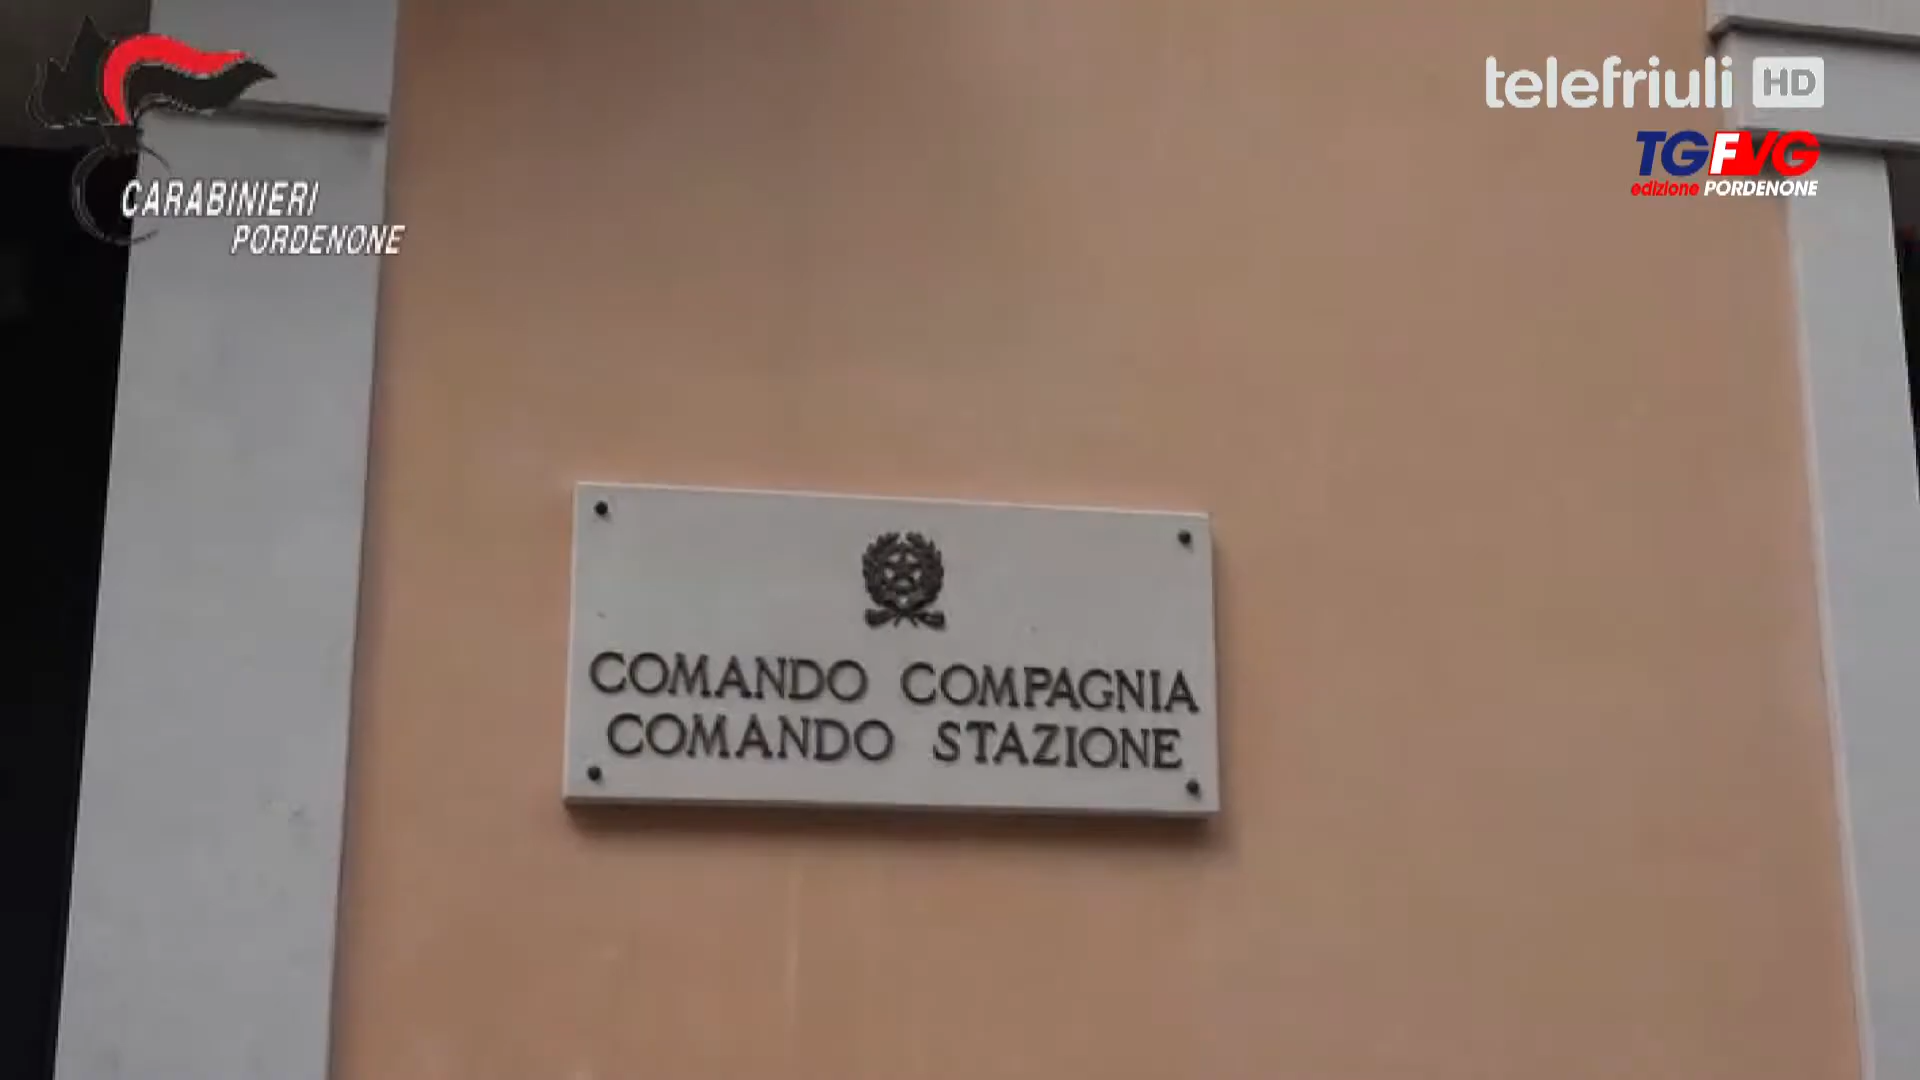 CARABINIERI
PORDENONE
telefriuli HD
TGFVG
edizione PORDENONE
COMANDO COMPAGNIA
COMANDO STAZIONE